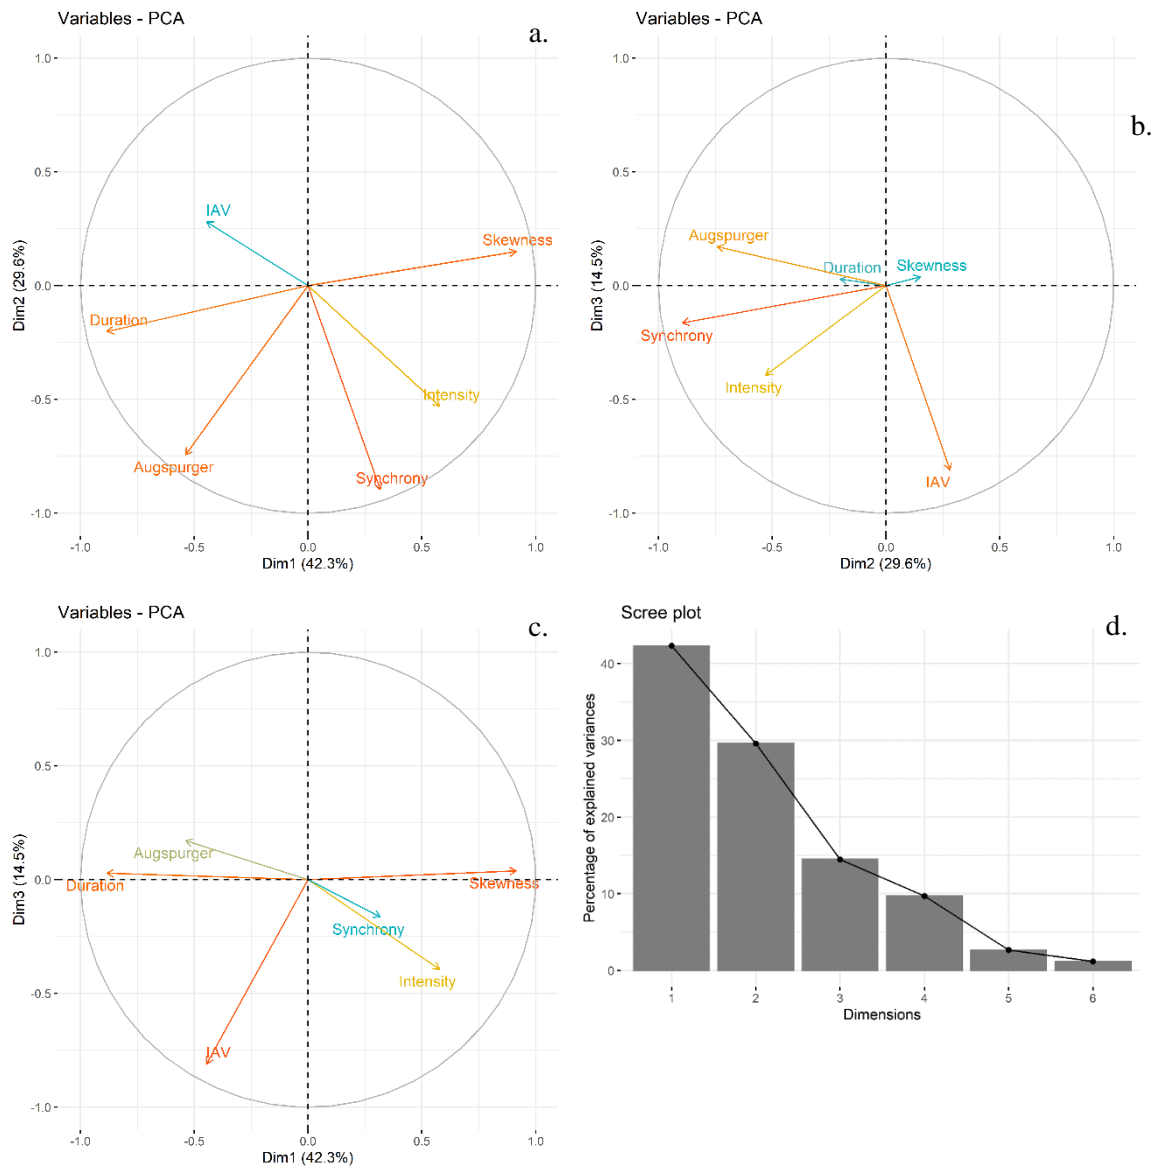 Variables - PCA
a.
1.0
0.5
0.0
-0.5
-1.0
Dim2 (29.6%)
IAV
Skewness
Duration
Intensity
Augspurger
Synchrony
-1.0 -0.5 0.0 0.5 1.0
Dim1 (42.3%)
Variables - PCA
b.
1.0
0.5
0.0
-0.5
-1.0
Dim3 (14.5%)
Augspurger
Duration
Skewness
Synchrony
Intensity
IAV
-1.0 -0.5 0.0 0.5 1.0
Dim2 (29.6%)
Variables - PCA
c.
1.0
0.5
0.0
-0.5
-1.0
Dim3 (14.5%)
Augspurger
Duration
Skewness
Synchrony
Intensity
IAV
-1.0 -0.5 0.0 0.5 1.0
Dim1 (42.3%)
Scree plot
d.
40
30
20
10
0
Percentage of explained variances
1 2 3 4 5 6
Dimensions